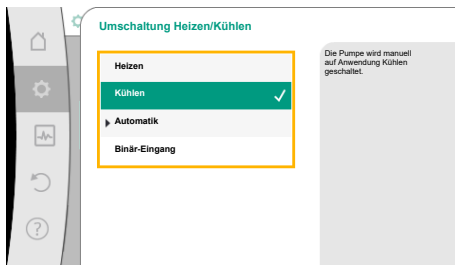 Umschaltung Heizen/Kühlen
Heizen
Kühlen
Automatik
Binär-Eingang
Die Pumpe wird manuell
auf Anwendung Kühlen
geschaltet.
?